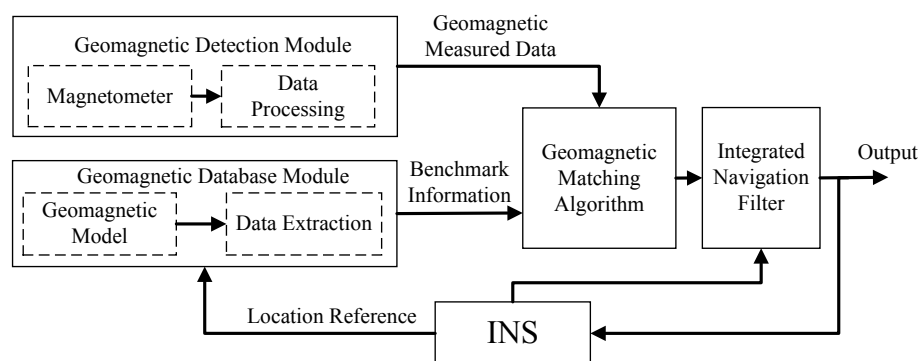 Geomagnetic Detection Module
Magnetometer
Data
Processing
Geomagnetic
Measured Data
Geomagnetic Database Module
Geomagnetic
Model
Data Extraction
Benchmark
Information
Geomagnetic
Matching
Algorithm
Integrated
Navigation
Filter
Output
Location Reference
INS